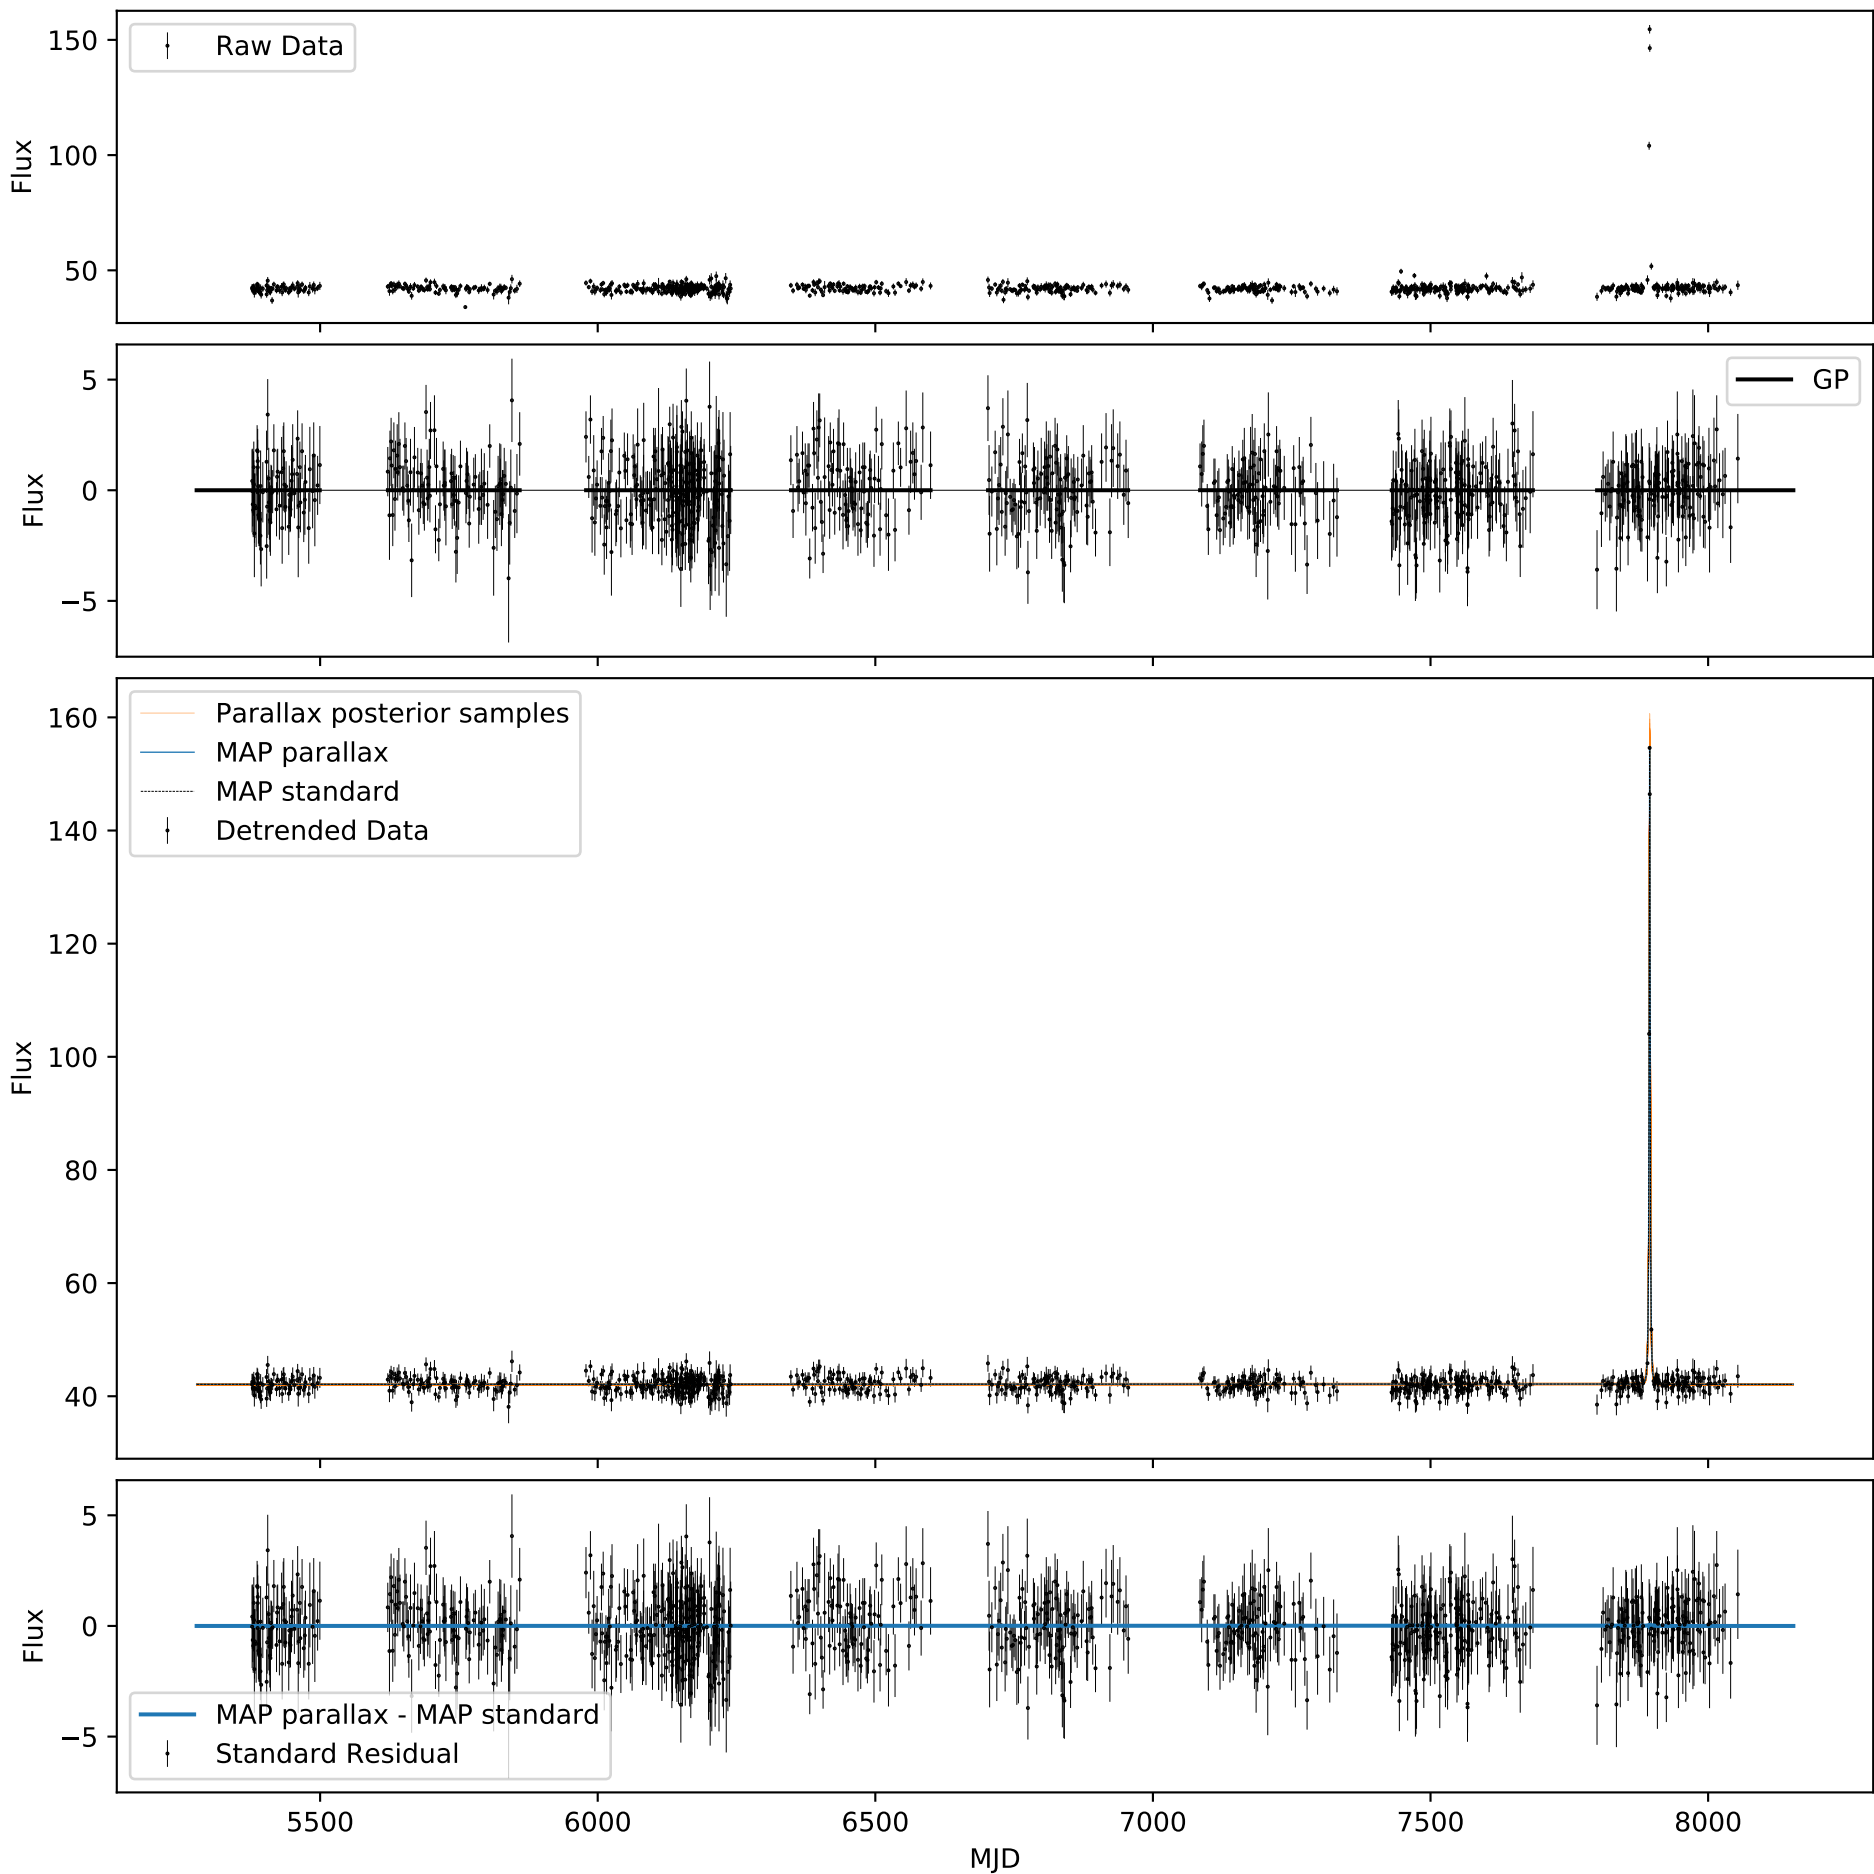 150
100
50
Flux
Raw Data
5
0
−5
Flux
GP
160
140
120
100
80
60
40
Flux
Parallax posterior samples
MAP parallax
MAP standard
Detrended Data
5
0
−5
Flux
MAP parallax - MAP standard
Standard Residual
5500 6000 6500 7000 7500 8000
MJD